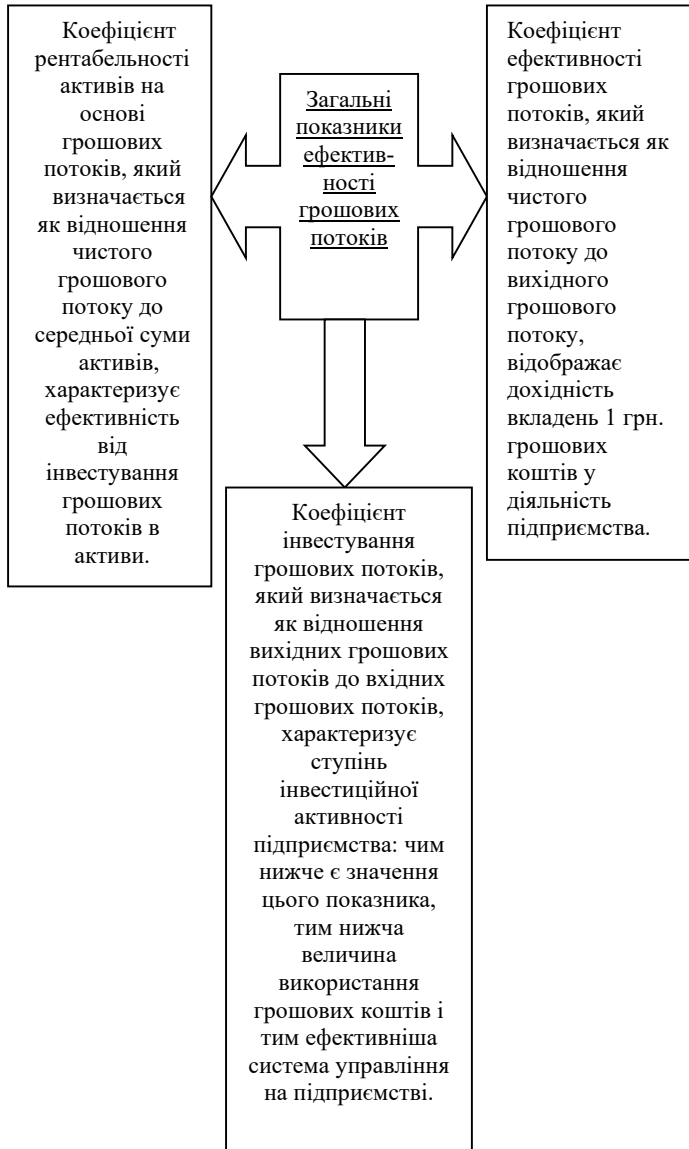 Коефіцієнт
рентабельності
активів на
основі
грошових
потоків, який
визначається
як відношення
чистого
грошового
потоку до
середньої суми
активів,
характеризує
ефективність
від
інвестування
грошових
потоків в
активи.
Загальні
показники
ефектив-
ності
грошових
потоків
Коефіцієнт
ефективності
грошових
потоків, який
визначається як
відношення
чистого
грошового
потоку до
вихідного
грошового
потоку,
відображає
дохідність
вкладень 1 грн.
грошових
коштів у
діяльність
підприємства.
Коефіцієнт
інвестування
грошових потоків,
який визначається
як відношення
вихідних грошових
потоків до вхідних
грошових потоків,
характеризує
ступінь
інвестиційної
активності
підприємства: чим
нижче є значення
цього показника,
тим нижча
величина
використання
грошових коштів і
тим ефективніша
система управління
на підприємстві.